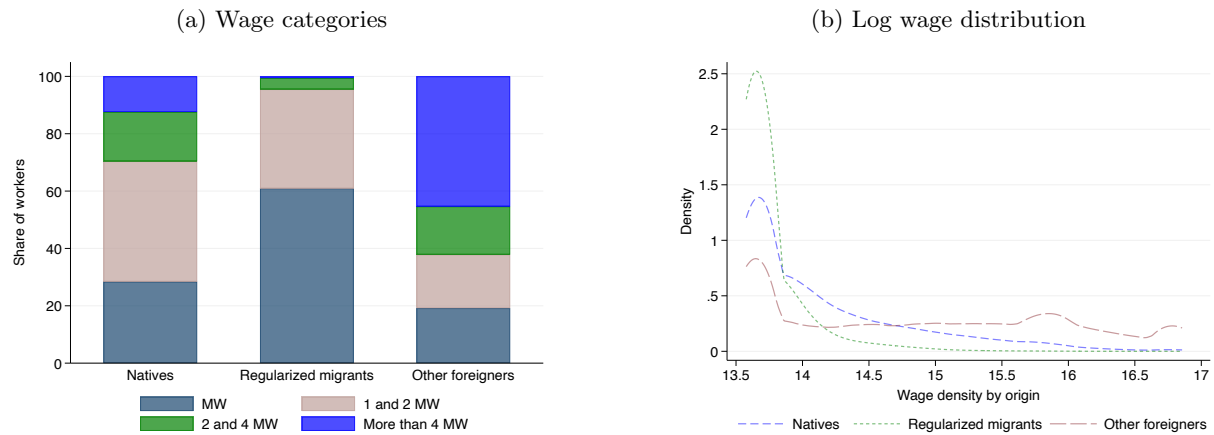 (a) Wage categories
100
80
60
40
20
0
Share of workers
Natives
Regularized migrants
Other foreigners
MW
1 and 2 MW
2 and 4 MW
More than 4 MW
(b) Log wage distribution
2.5
2
1.5
1
.5
0
Density
13.5
14
14.5
15
15.5
16
16.5
17
Wage density by origin
Natives
Regularized migrants
Other foreigners